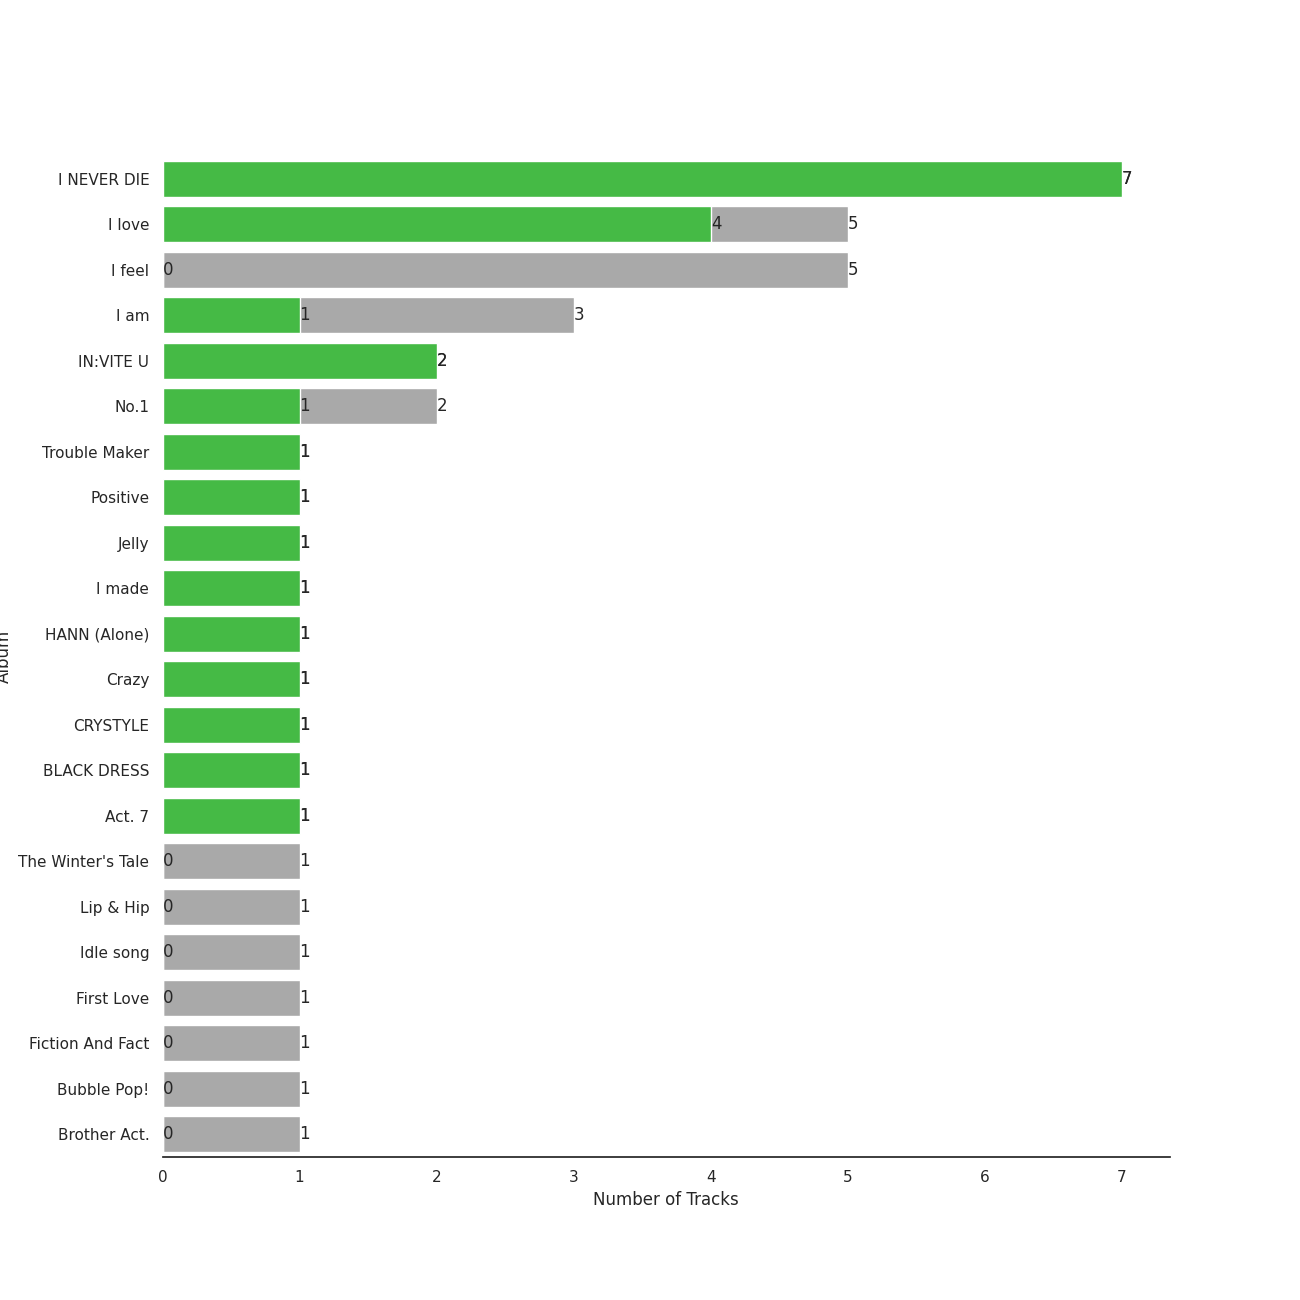 I NEVER DIE 7
I love 4 5
I feel 0 5
I am 1 3
IN:VITE U 2
No.1 1 2
Trouble Maker 1
Positive 1
Jelly 1
I made 1
HANN (Alone) 1
Crazy 1
CRYSTYLE 1
BLACK DRESS 1
Act. 7 1
The Winter's Tale 0 1
Lip & Hip 0 1
Idle song 0 1
First Love 0 1
Fiction And Fact 0 1
Bubble Pop! 0 1
Brother Act. 0 1
Album
0 1 2 3 4 5 6 7
Number of Tracks